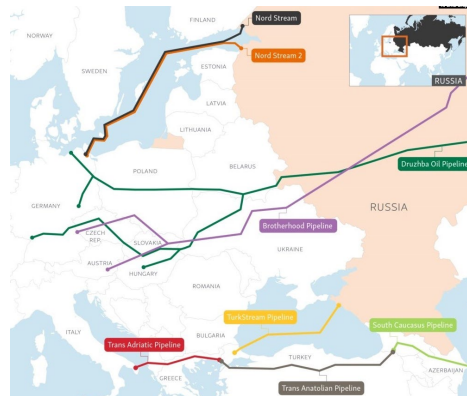 FINLAND
Nord Stream
NORWAY
Nord Stream 2
SWEDEN
ESTONIA
RUSSIA
LATVIA
LITHUANIA
Druzhba Oil Pipeline
POLAND
BELARUS
GERMANY
RUSSIA
Brotherhood Pipeline
CZECH
REP.
SLOVAKIA
UKRAINE
AUSTRIA
HUNGARY
ROMANIA
TurkStream Pipeline
South Caucasus Pipeline
ITALY
BULGARIA
Trans Adriatic Pipeline
TURKEY
AZERBAIJAN
GREECE
Trans Anatolian Pipeline